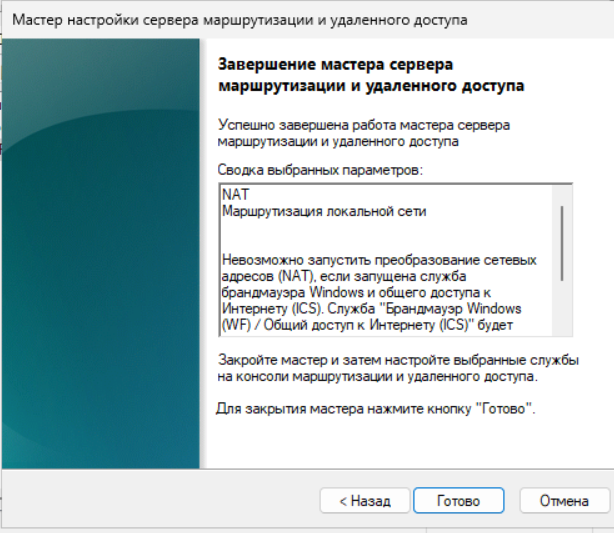 Мастер настройки сервера маршрутизации и удаленного доступа
Завершение мастера сервера
маршрутизации и удаленного доступа
Успешно завершена работа мастера сервера
маршрутизации и удаленного доступа
Сводка выбранных параметров:
NAT
Маршрутизация локальной сети
Невозможно запустить преобразование сетевых
адресов (NAT), если запущена служба
брандмауэра Windows и общего доступа к
Интернету (ICS). Служба "Брандмауэр Windows
(WF) / Общий доступ к Интернету (ICS)" будет
Закройте мастер и затем настройте выбранные службы
на консоли маршрутизации и удаленного доступа.
Для закрытия мастера нажмите кнопку "Готово".
< Назад
Готово
Отмена